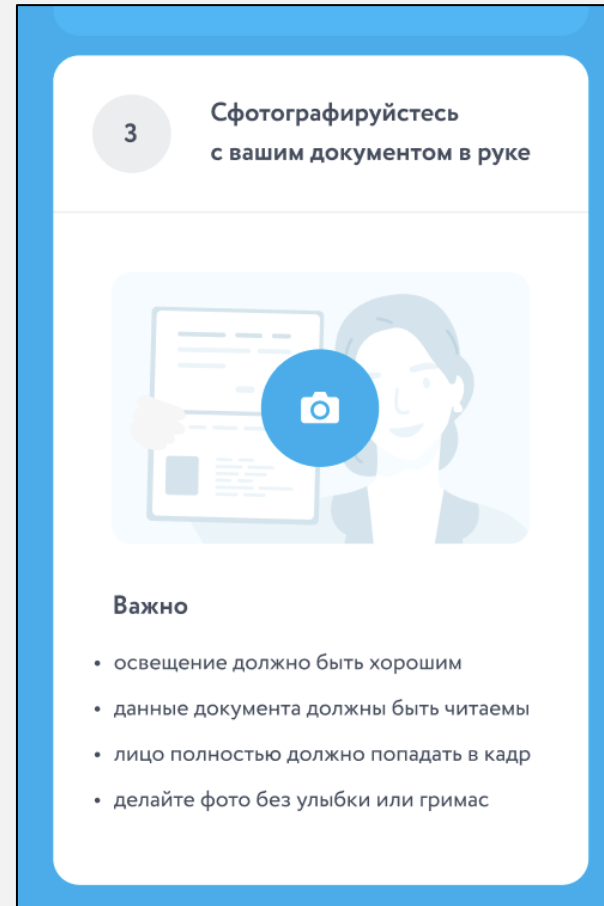 3
Сфотографируйстесь
с вашим документом в руке
Важно
• освещение должно быть хорошим
• данные документа должны быть читаемы
• лицо полностью должно попадать в кадр
• делайте фото без улыбки или гримас